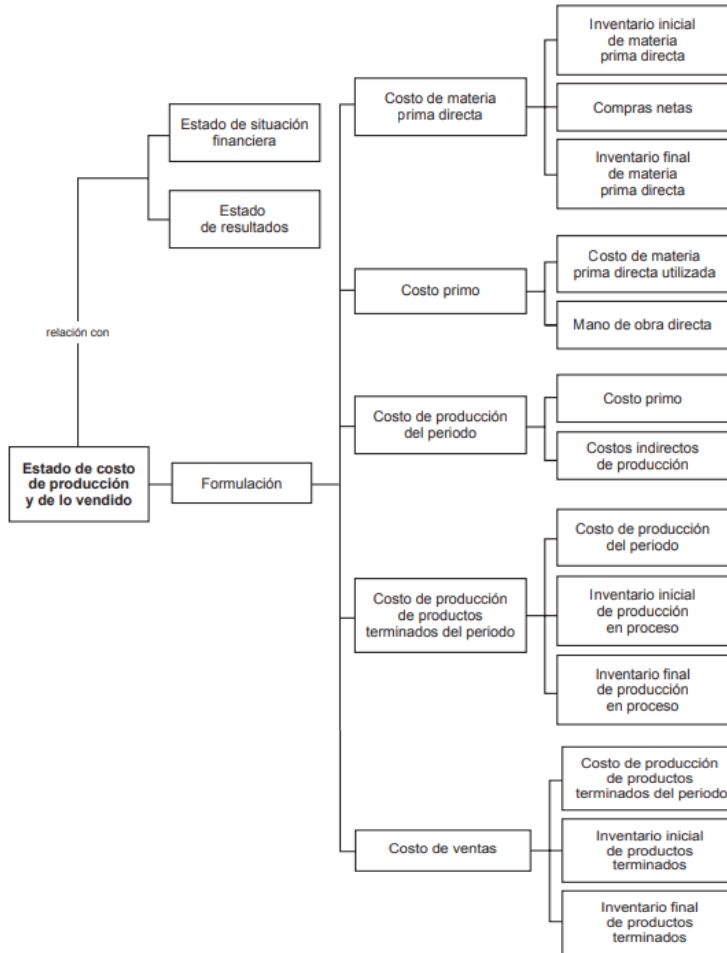 Estado de costo
de producción
y de lo vendido
relación con
Estado de situación
financiera
Estado
de resultados
Formulación
Costo de materia
prima directa
Inventario inicial
de materia
prima directa
Compras netas
Inventario final
de materia
prima directa
Costo primo
Costo de materia
prima directa utilizada
Mano de obra directa
Costo de producción
del periodo
Costo primo
Costos indirectos
de producción
Costo de producción
de productos
terminados del periodo
Costo de producción
del periodo
Inventario inicial
de producción
en proceso
Inventario final
de producción
en proceso
Costo de ventas
Costo de producción
de productos
terminados del periodo
Inventario inicial
de productos
terminados
Inventario final
de productos
terminados